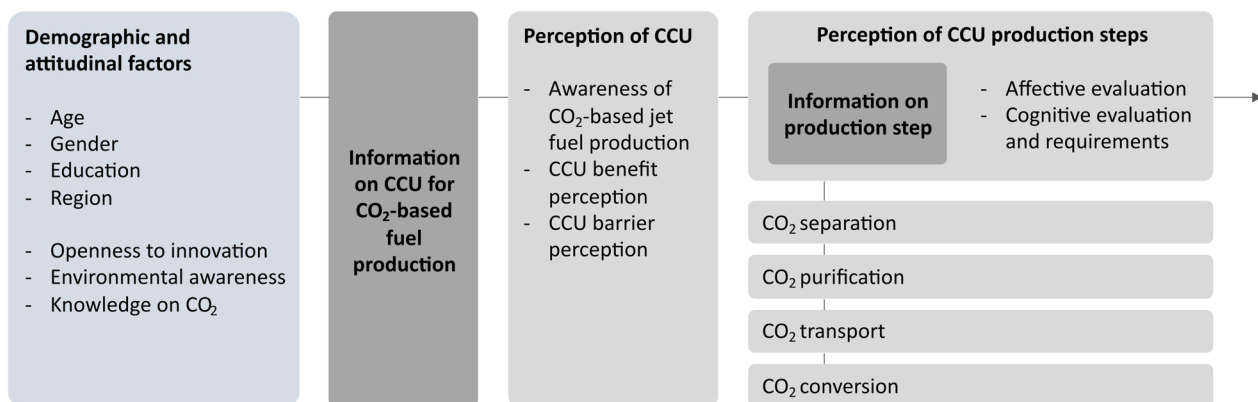 Demographic and
attitudinal factors
- Age
- Gender
- Education
- Region
- Openness to innovation
- Environmental awareness
- Knowledge on CO₂
Information
on CCU for
CO₂-based
fuel
production
Perception of CCU
- Awareness of
CO₂-based jet
fuel production
- CCU benefit
perception
- CCU barrier
perception
Perception of CCU production steps
Information on
production step
- Affective evaluation
- Cognitive evaluation
and requirements
CO₂ separation
CO₂ purification
CO₂ transport
CO₂ conversion